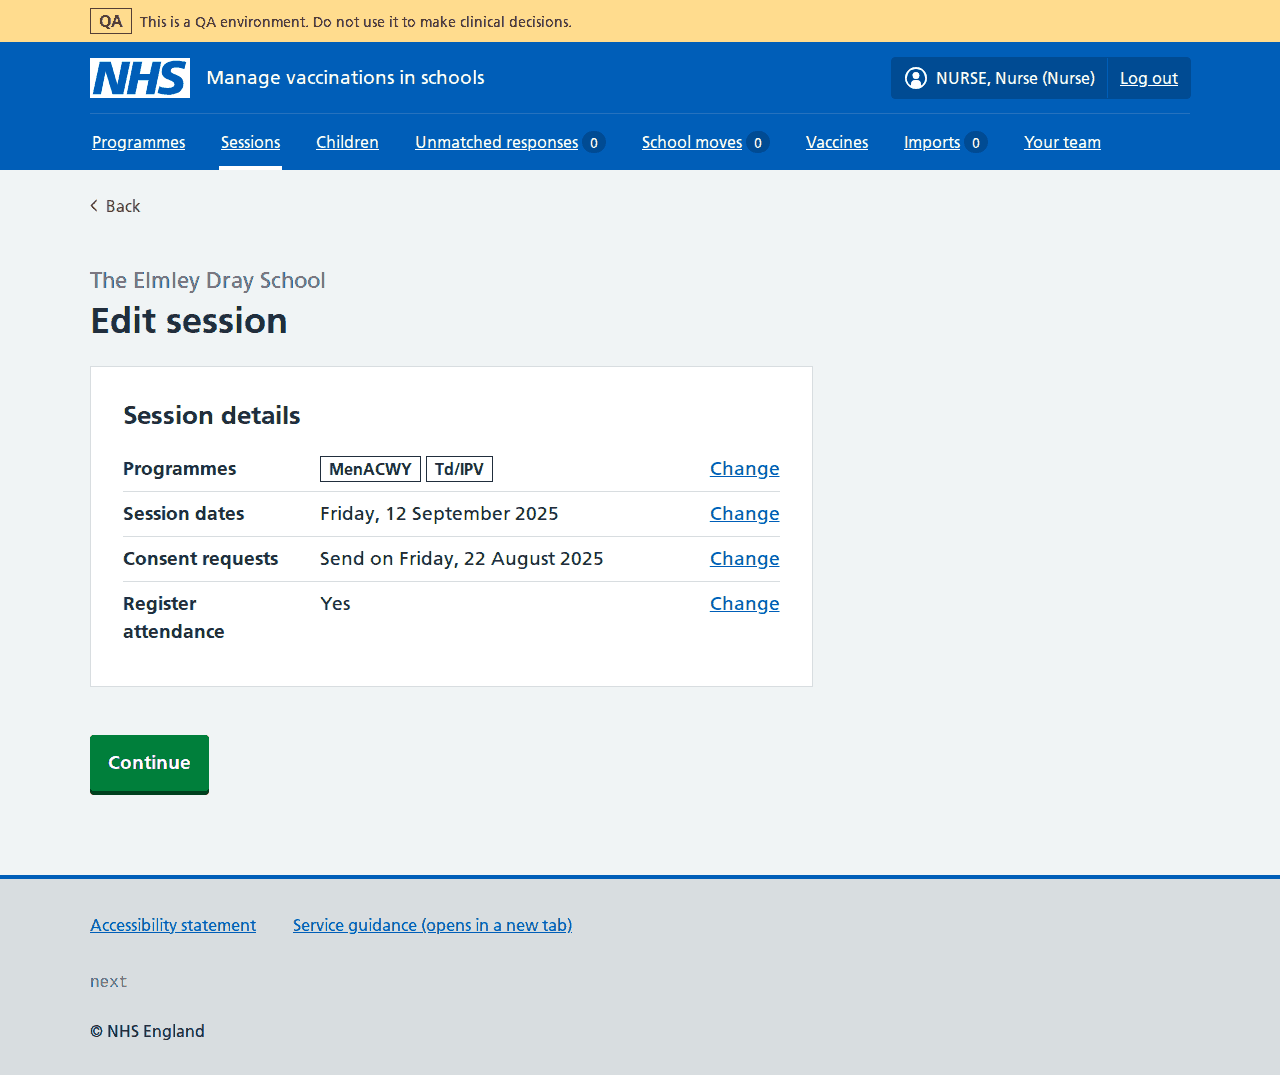 QA This is a QA environment. Do not use it to make clinical decisions.
NHS Manage vaccinations in schools NURSE, Nurse (Nurse) Log out
Programmes Sessions Children Unmatched responses 0 School moves 0 Vaccines Imports 0 Your team
Back
The Elmley Dray School
Edit session
Session details
Programmes MenACWY Td/IPV Change
Session dates Friday, 12 September 2025 Change
Consent requests Send on Friday, 22 August 2025 Change
Register attendance Yes Change
Continue
Accessibility statement Service guidance (opens in a new tab)
next
© NHS England